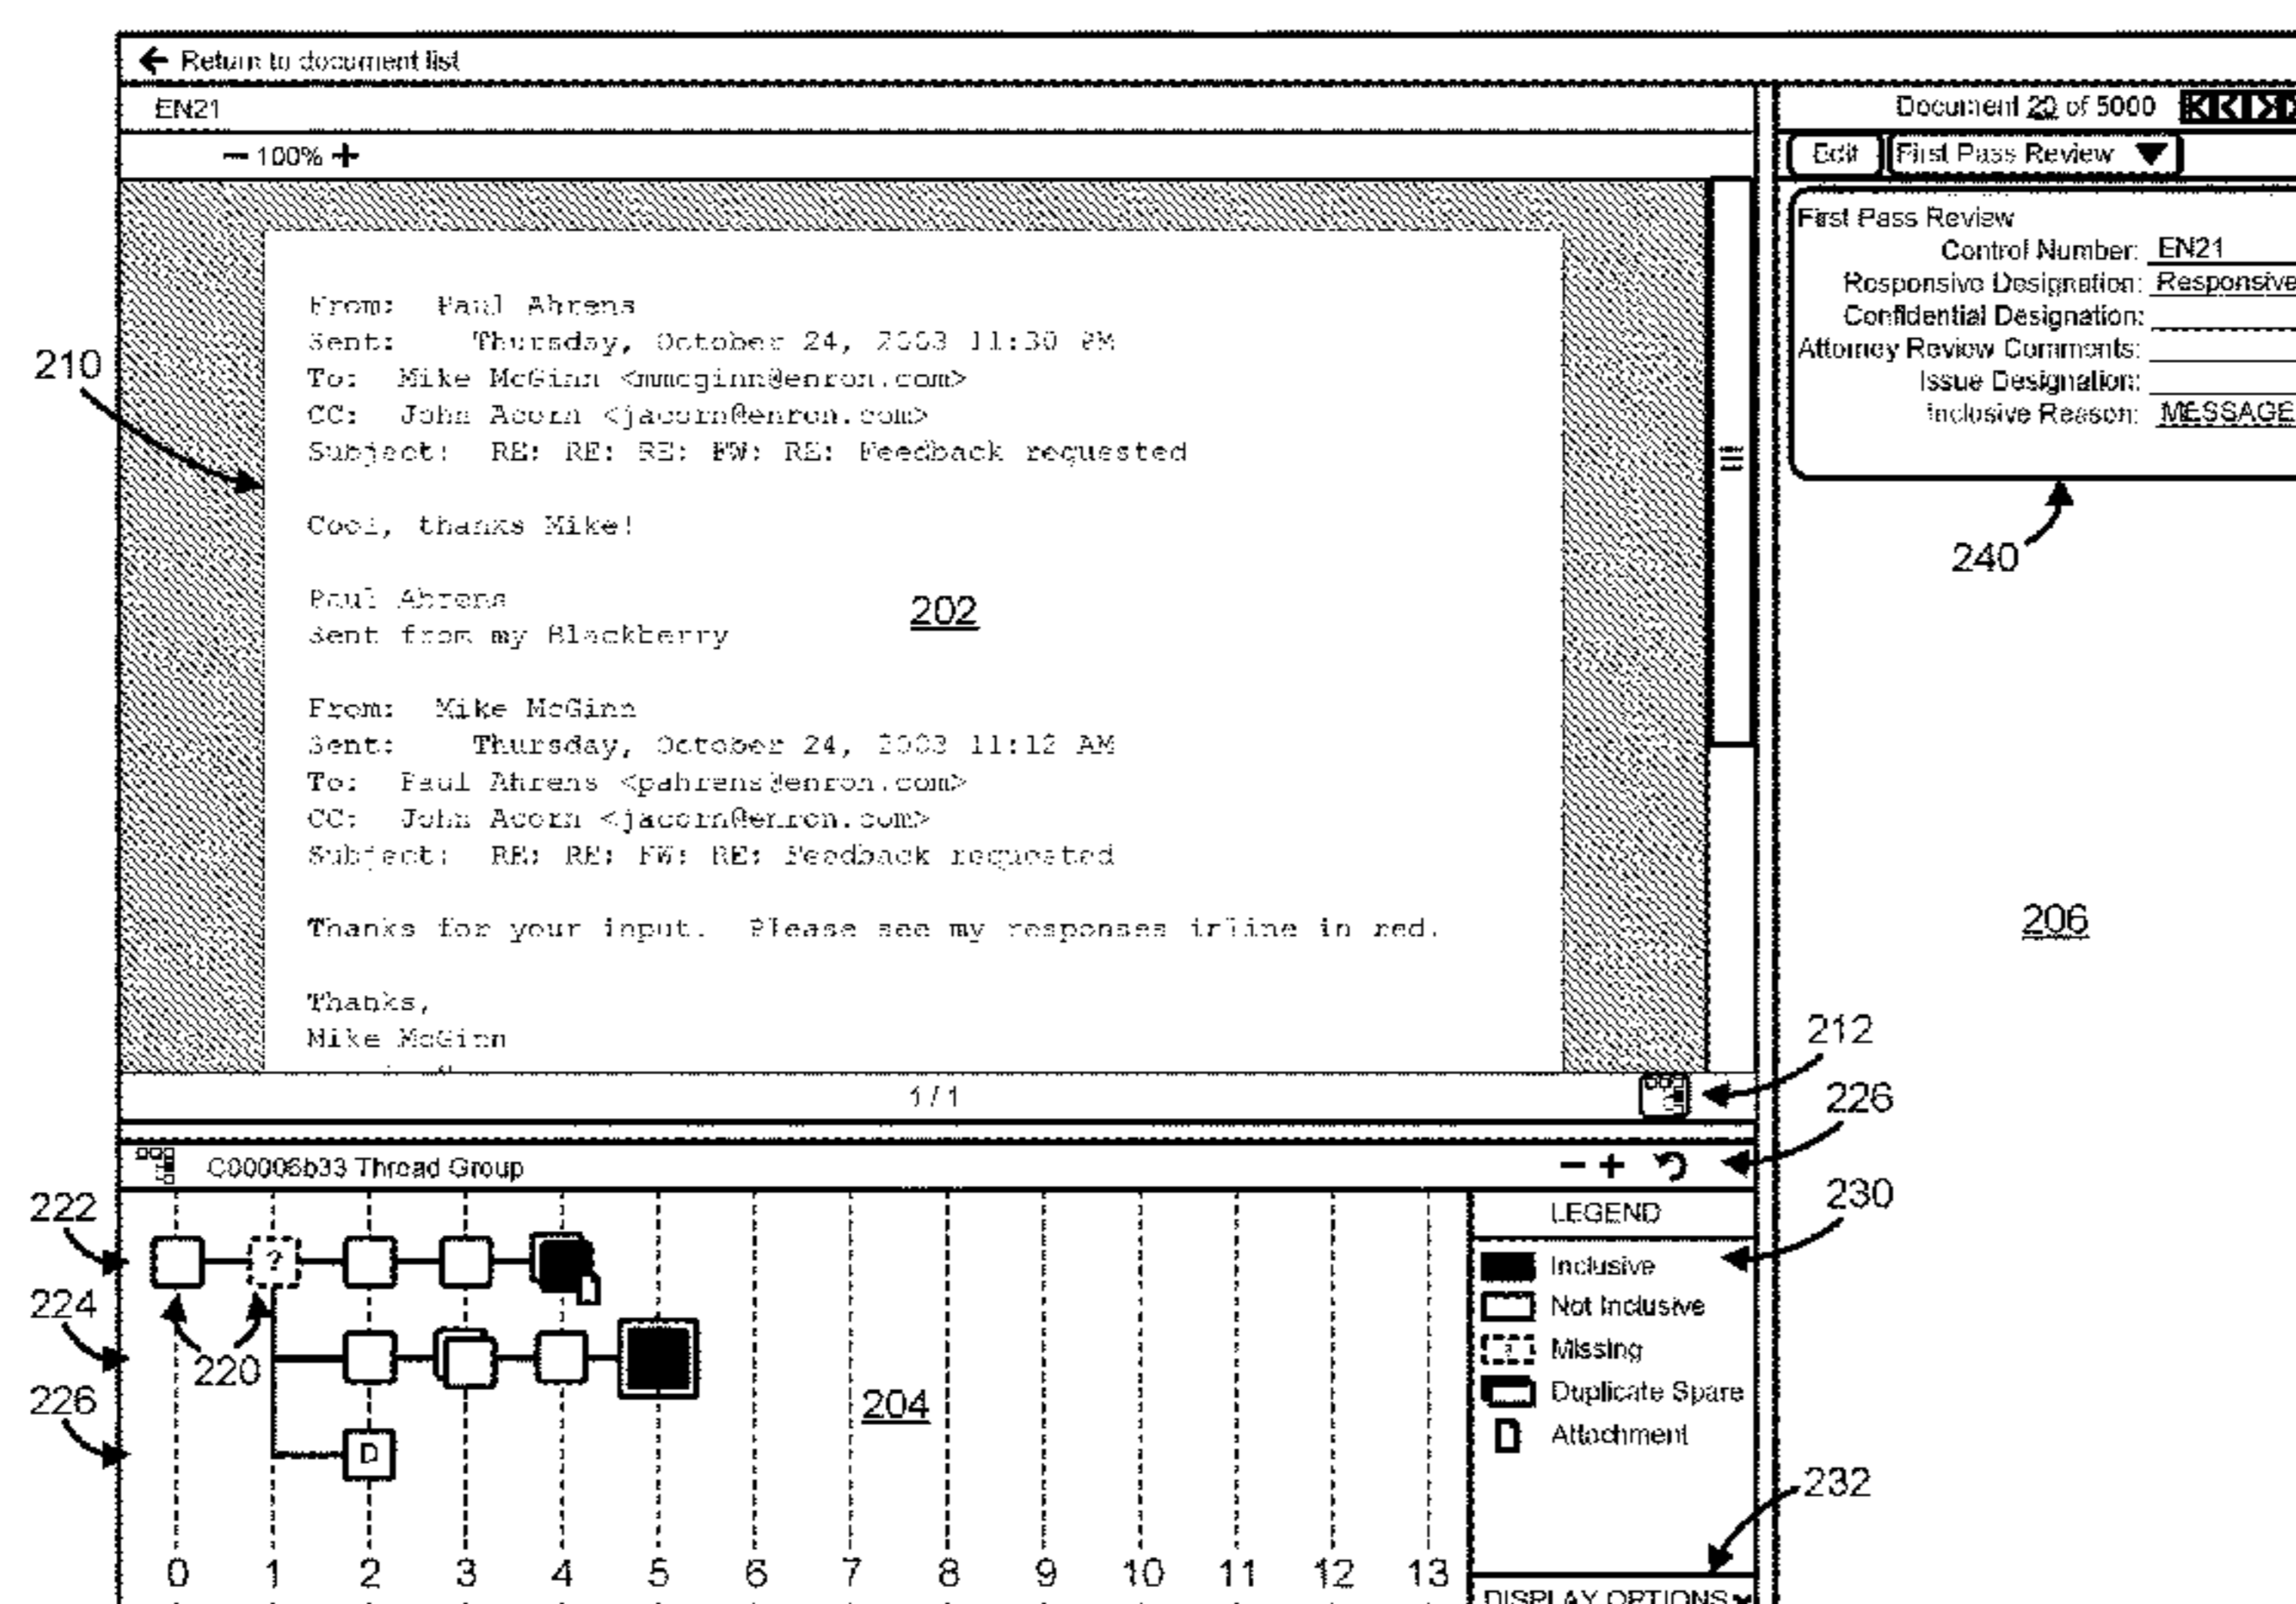 Return to document list
EN21
Document 20 of 5000
100%
Edit First Pass Review
First Pass Review
Control Number: EN21
Responsive Designation: Responsive
Confidential Designation:
Attorney Review Comments:
Issue Designation:
Inclusive Reason: MESSAGE
210
240
From: Paul Ahrens
Sent: Thursday, October 24, 2003 11:30 PM
To: Mike McGinn <mmcginn@enron.com>
CC: John Acorn <jacorn@enron.com>
Subject: RE: RE: RE: FW: RE: Feedback requested
Cool, thanks Mike!
Paul Ahrens
Sent from my Blackberry
202
From: Mike McGinn
Sent: Thursday, October 24, 2003 11:12 AM
To: Paul Ahrens <pahrens@enron.com>
CC: John Acorn <jacorn@enron.com>
Subject: RE: RE: FW: RE: Feedback requested
Thanks for your input. Please see my responses inline in red.
Thanks,
Mike McGinn
206
212
1 / 1
226
C00006b33 Thread Group
230
222
224
226
220
?
D
204
LEGEND
Inclusive
Not Inclusive
? Missing
Duplicate Spare
Attachment
232
0 1 2 3 4 5 6 7 8 9 10 11 12 13
DISPLAY OPTIONS